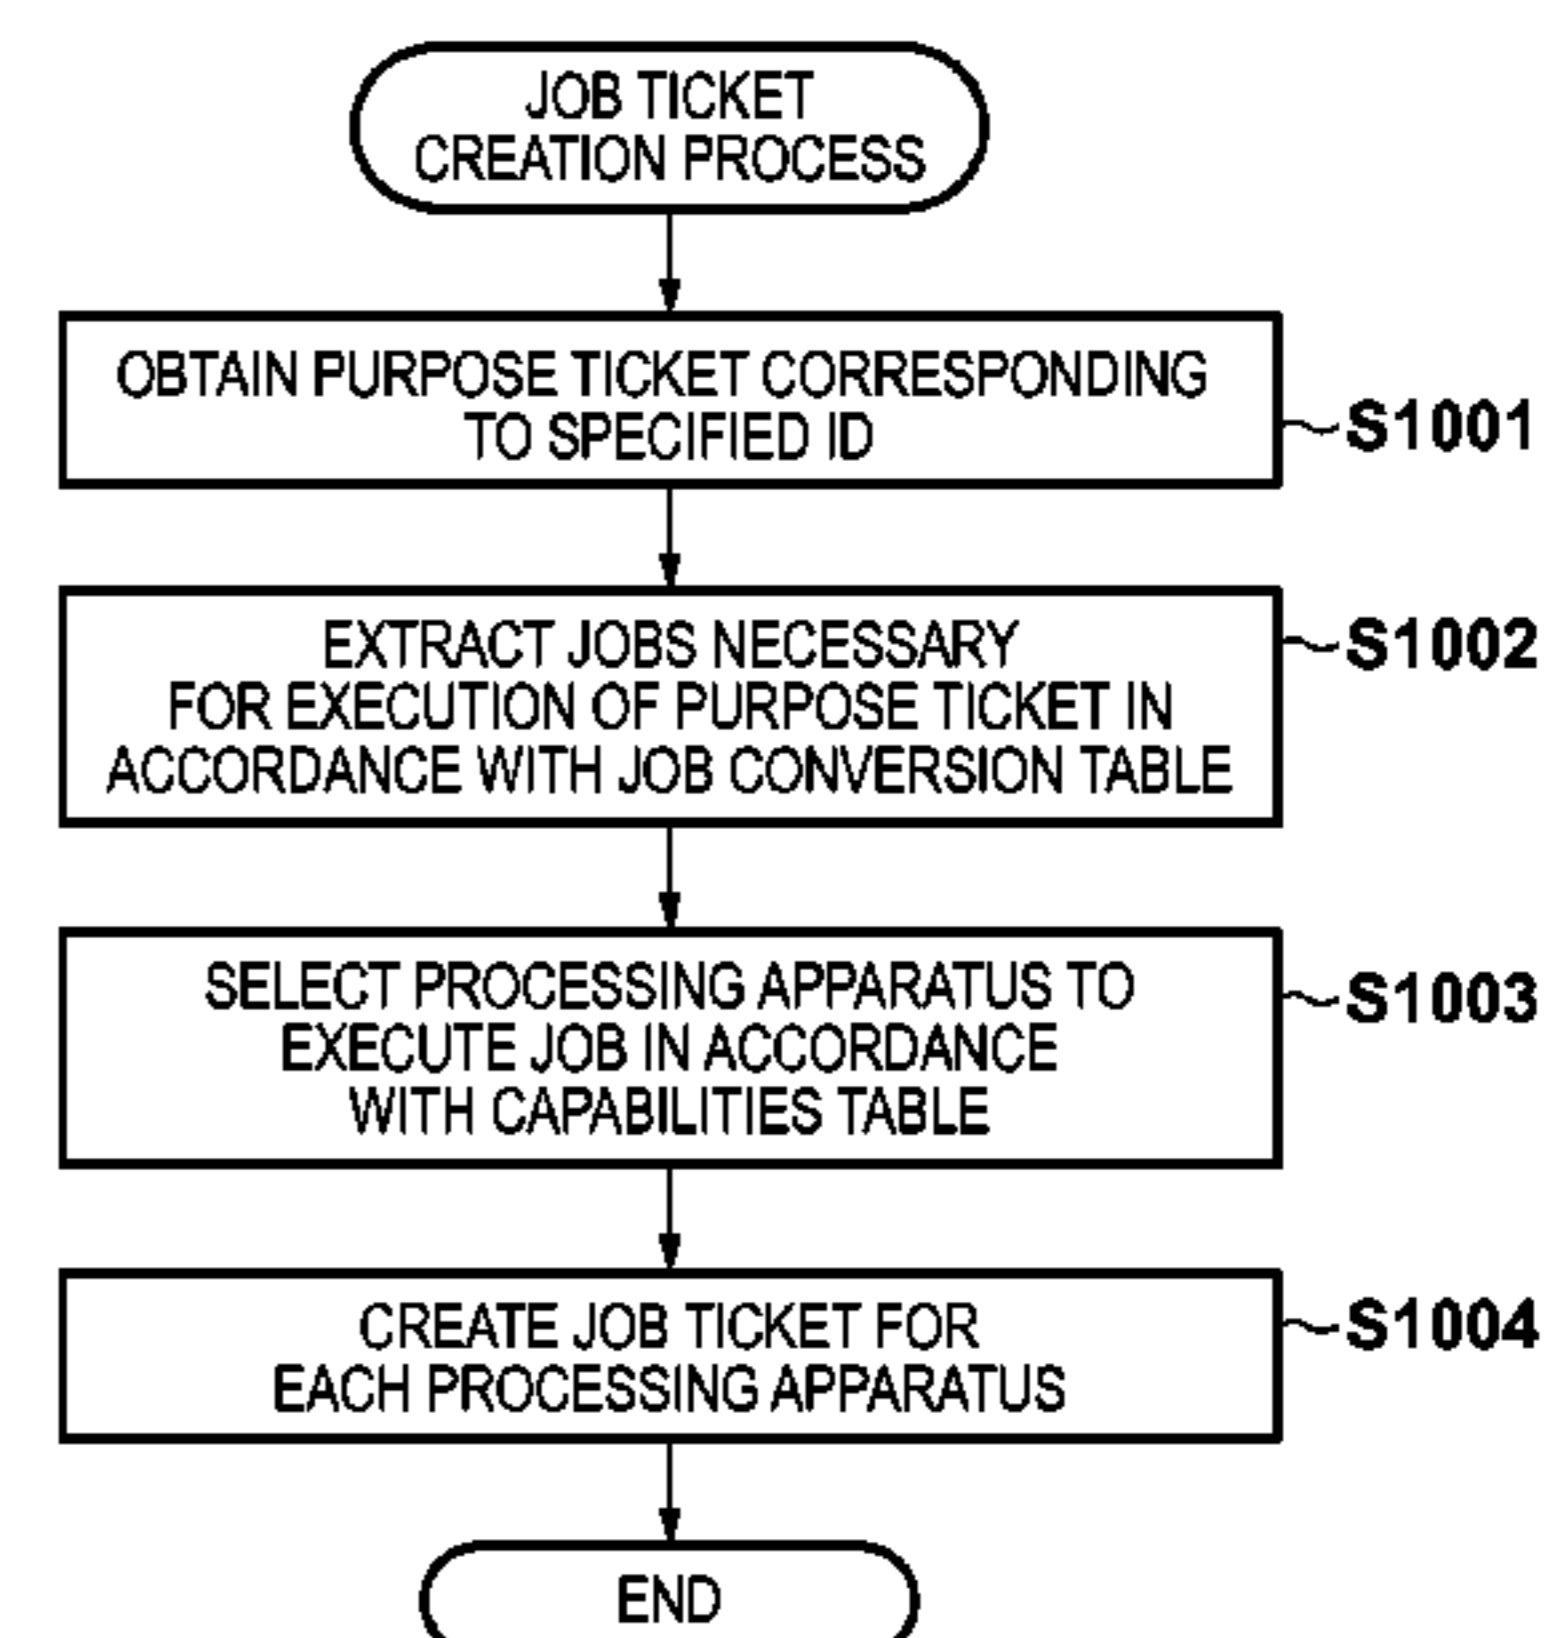 JOB TICKET
CREATION PROCESS
OBTAIN PURPOSE TICKET CORRESPONDING
TO SPECIFIED ID
S1001
EXTRACT JOBS NECESSARY
FOR EXECUTION OF PURPOSE TICKET IN
ACCORDANCE WITH JOB CONVERSION TABLE
S1002
SELECT PROCESSING APPARATUS TO
EXECUTE JOB IN ACCORDANCE
WITH CAPABILITIES TABLE
S1003
CREATE JOB TICKET FOR
EACH PROCESSING APPARATUS
S1004
END